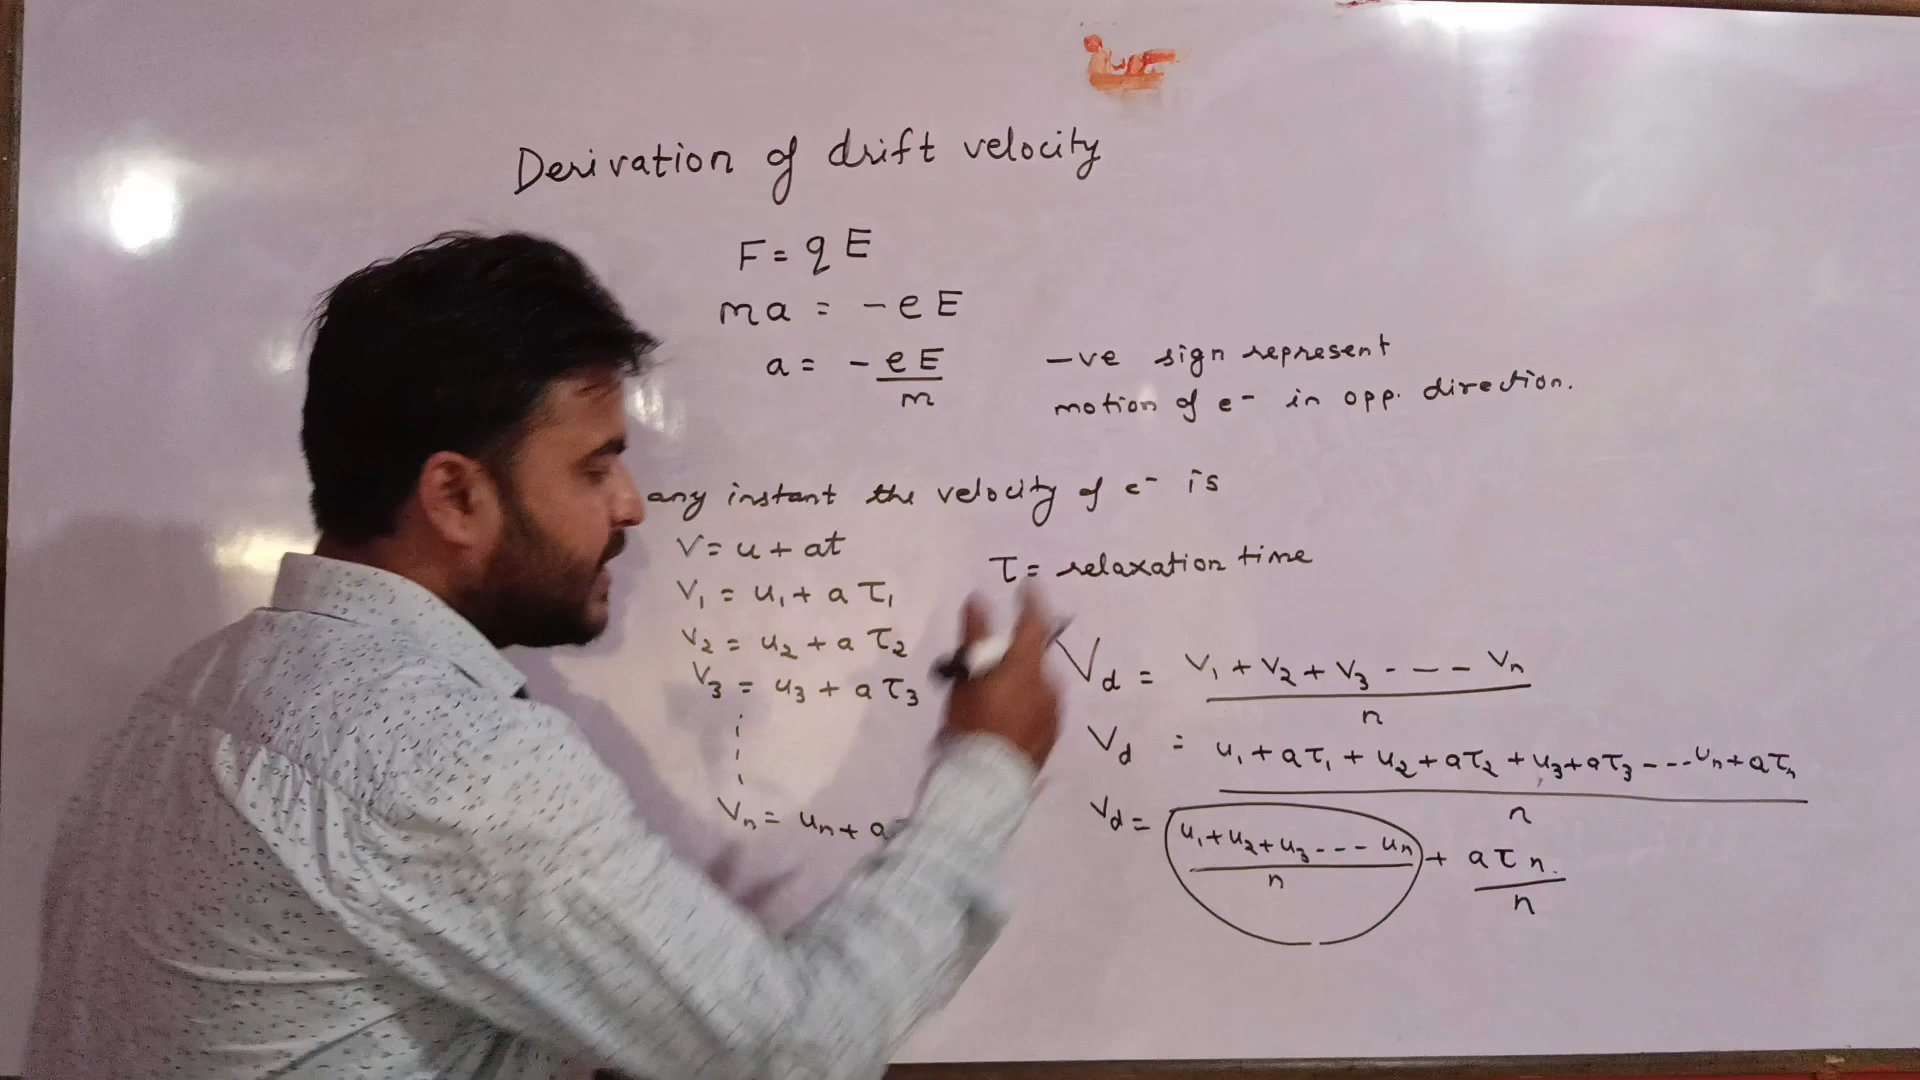 Derivation of drift velocity
F = qE
ma = -eE
a = -eE/m
-ve sign represent
motion of e- in opp. direction.
any instant the velocity of e- is
V = u + at
τ = relaxation time
V₁ = u₁ + aτ₁
V₂ = u₂ + aτ₂
V₃ = u₃ + aτ₃
Vₙ = uₙ + a
Vd = V₁ + V₂ + V₃ - - - Vₙ / n
Vd = u₁ + aτ₁ + u₂ + aτ₂ + u₃ + aτ₃ - - - uₙ + aτₙ / n
Vd = u₁ + u₂ + u₃ - - - uₙ / n + aτn / n